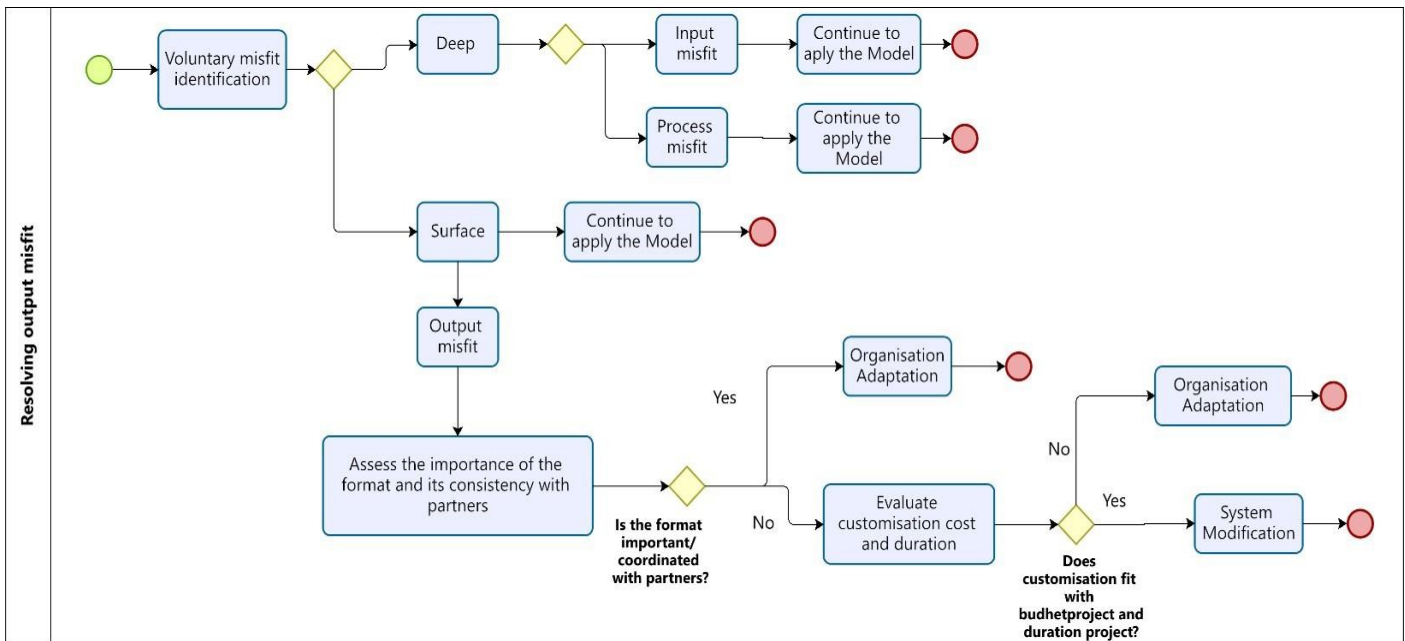 Resolving output misfit
Voluntary misfit
identification
Deep
Input
misfit
Continue to
aply the Model
Process
misfit
Continue to
apply the
Model
Surface
Continue to
apply the Model
Output
misfit
Assess the importance of the
format and its consistency with
partners
Is the format
important/
coordinated
with partners?
Yes
Organisation
Adaptation
No
Evaluate
customisation cost
and duration
Does
customisation fit
with
budhetproject and
duration project?
No
Organisation
Adaptation
Yes
System
Modification